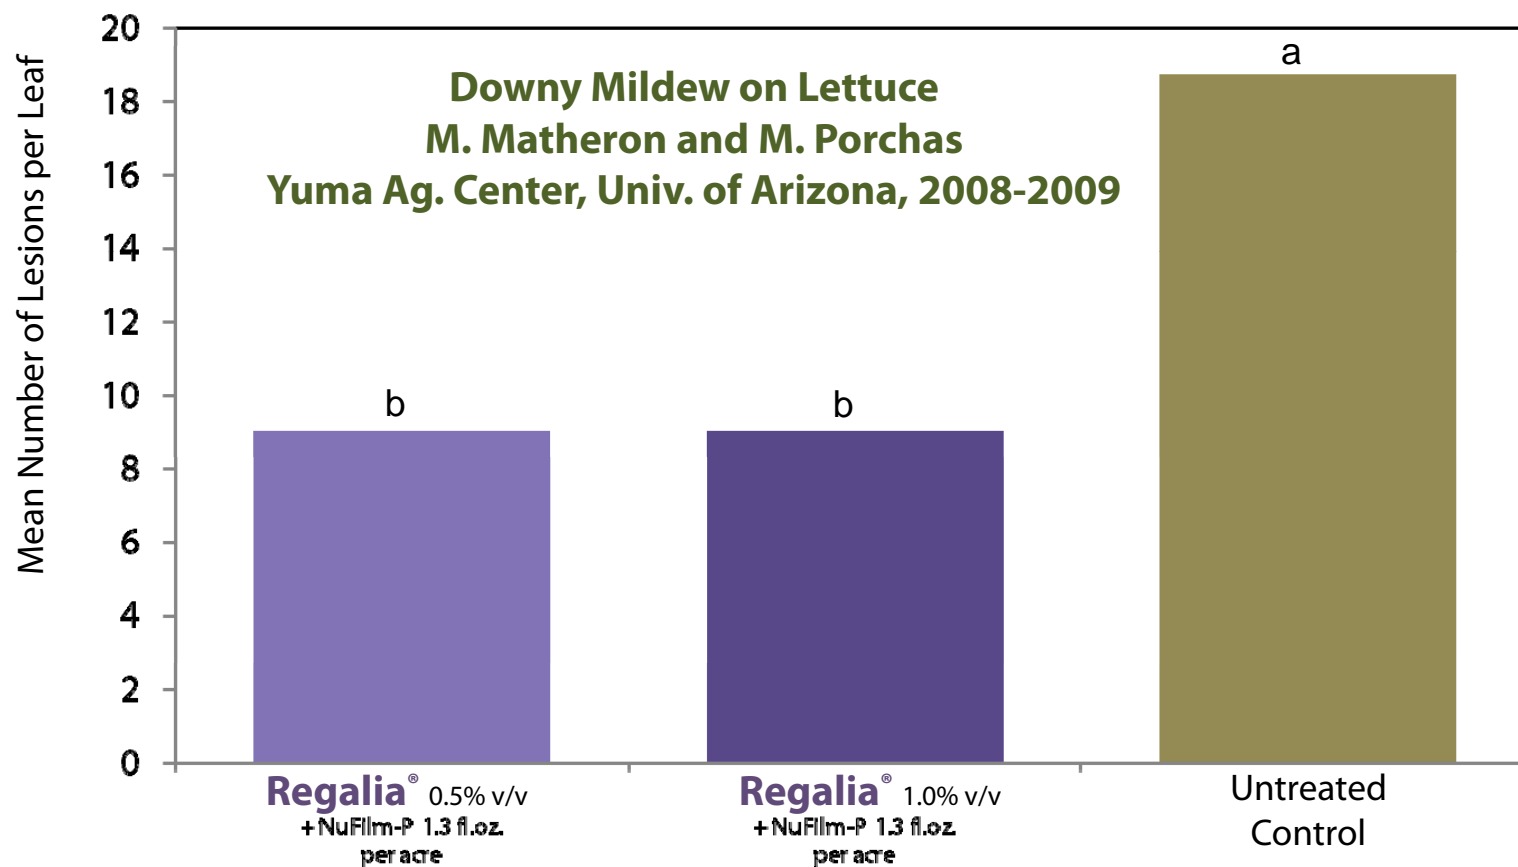 Mean Number of Lesions per Leaf
20
18
16
14
12
10
8
6
4
2
0
Downy Mildew on Lettuce
M. Matheron and M. Porchas
Yuma Ag. Center, Univ. of Arizona, 2008-2009
b
b
a
Regalia® 0.5% v/v
+ NuFilm-P 1.3 fl.oz.
per acre
Regalia® 1.0% v/v
+ NuFilm-P 1.3 fl.oz.
per acre
Untreated
Control